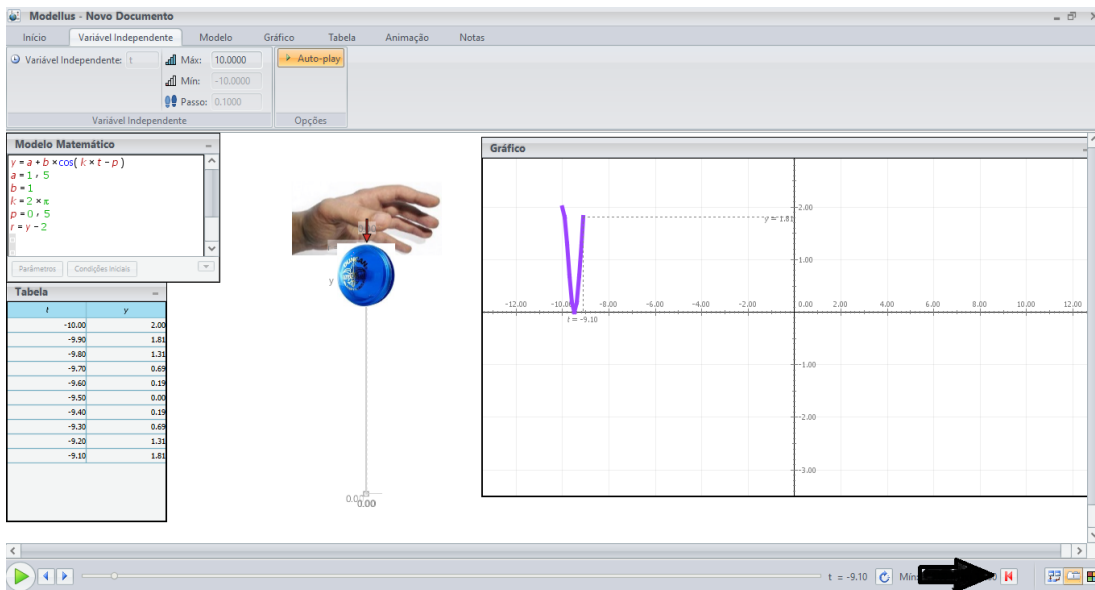 Modellus - Novo Documento
Início Variável Independente Modelo Gráfico Tabela Animação Notas
Variável Independente: t Máx: 10.0000 Auto-play
Mín: -10.0000
Passo: 0.1000
Variável Independente Opções
Modelo Matemático
y = a + b ×cos( k × t - p )
a = 1 , 5
b = 1
k = 2 × π
p = 0 , 5
r = y - 2
Parâmetros Condições iniciais
Tabela
t y
-10.00 2.00
-9.90 1.81
-9.80 1.31
-9.70 0.69
-9.60 0.19
-9.50 0.00
-9.40 0.19
-9.30 0.69
-9.20 1.31
-9.10 1.81
y
0.00
Gráfico
2.00
y = 1.81
1.00
-12.00 -10.00 -8.00 -6.00 -4.00 -2.00 0.00 2.00 4.00 6.00 8.00 10.00 12.00
t = -9.10
-1.00
-2.00
-3.00
t = -9.10 Mín: